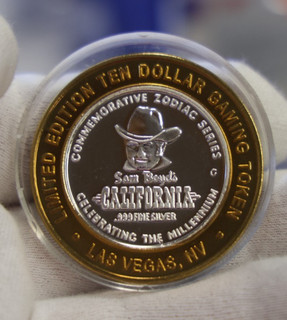 LIMITED EDITION TEN DOLLAR GAMING TOKEN
LAS VEGAS, NV
COMMEMORATIVE ZODIAC SERIES
G
Sam Boyd's
CALIFORNIA
.999 FINE SILVER
CELEBRATING THE MILLENNIUM